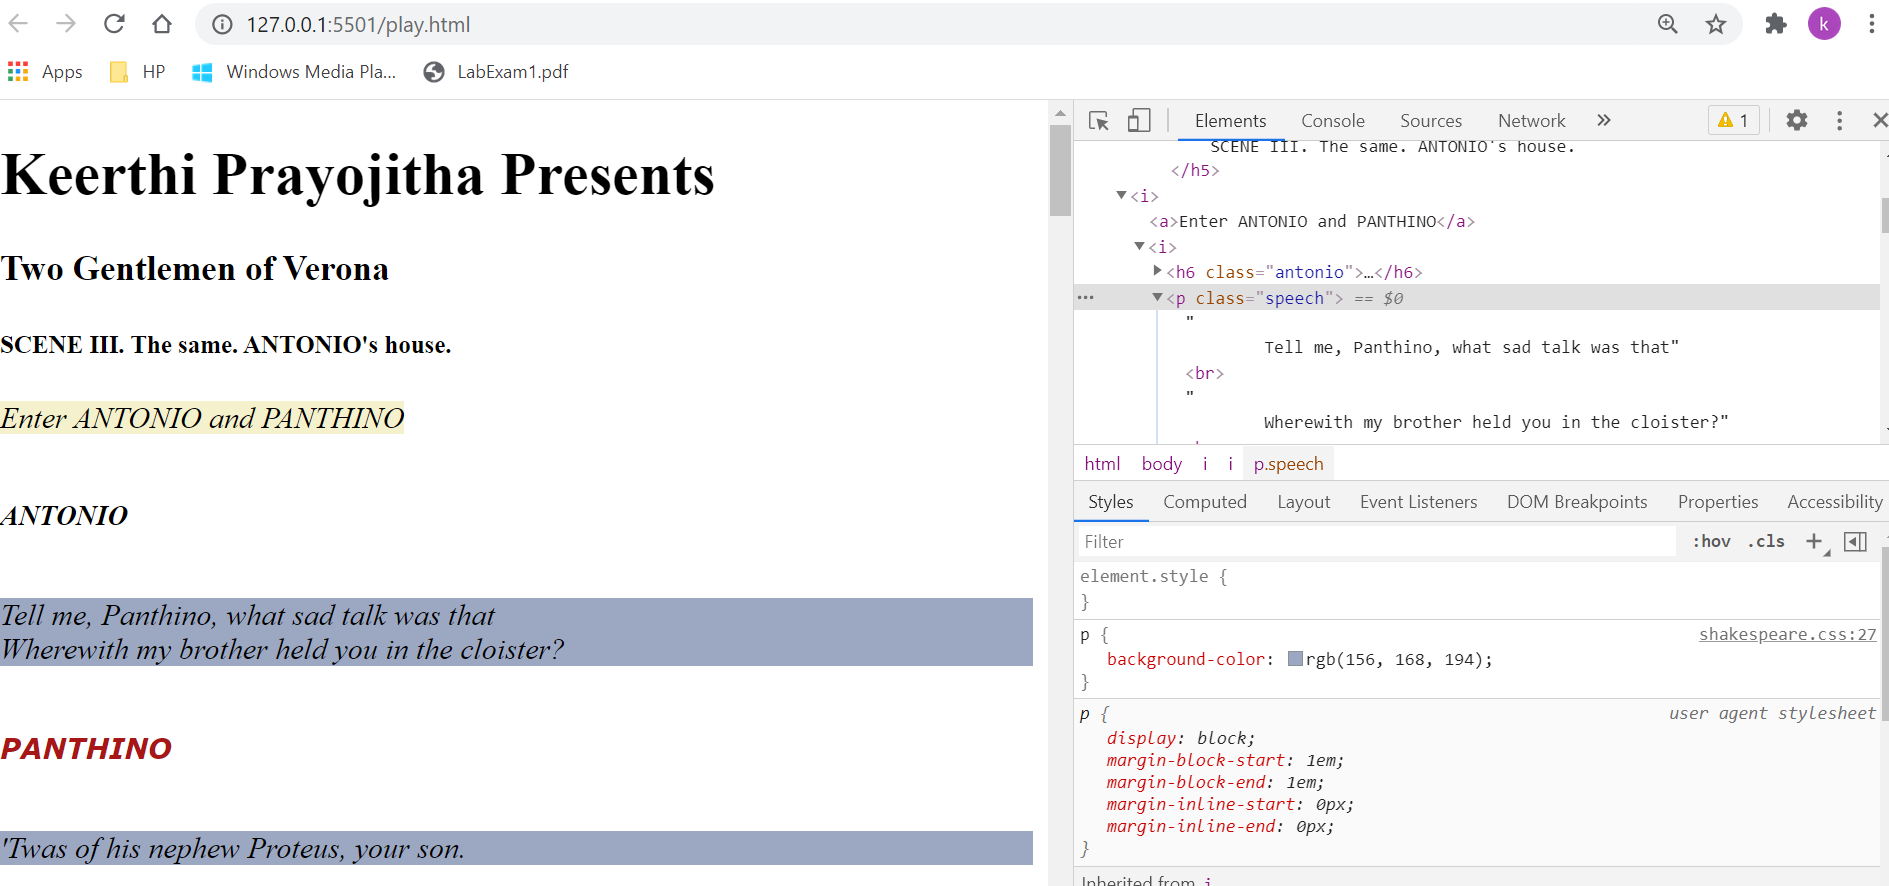 127.0.0.1:5501/play.html
k
Apps HP Windows Media Pla... LabExam1.pdf
Keerthi Prayojitha Presents
Two Gentlemen of Verona
SCENE III. The same. ANTONIO's house.
Enter ANTONIO and PANTHINO
ANTONIO
Tell me, Panthino, what sad talk was that
Wherewith my brother held you in the cloister?
PANTHINO
'Twas of his nephew Proteus, your son.
Elements Console Sources Network » 1
SCENE III. The same. ANTONIO's house.
</h5>
<i>
<a>Enter ANTONIO and PANTHINO</a>
<i>
<h6 class="antonio">…</h6>
<p class="speech"> == $0
"
Tell me, Panthino, what sad talk was that"
<br>
"
Wherewith my brother held you in the cloister?"
html body i i p.speech
Styles Computed Layout Event Listeners DOM Breakpoints Properties Accessibility
Filter :hov .cls +
element.style {
}
p { shakespeare.css:27
background-color: rgb(156, 168, 194);
}
p { user agent stylesheet
display: block;
margin-block-start: 1em;
margin-block-end: 1em;
margin-inline-start: 0px;
margin-inline-end: 0px;
}
Inherited from i